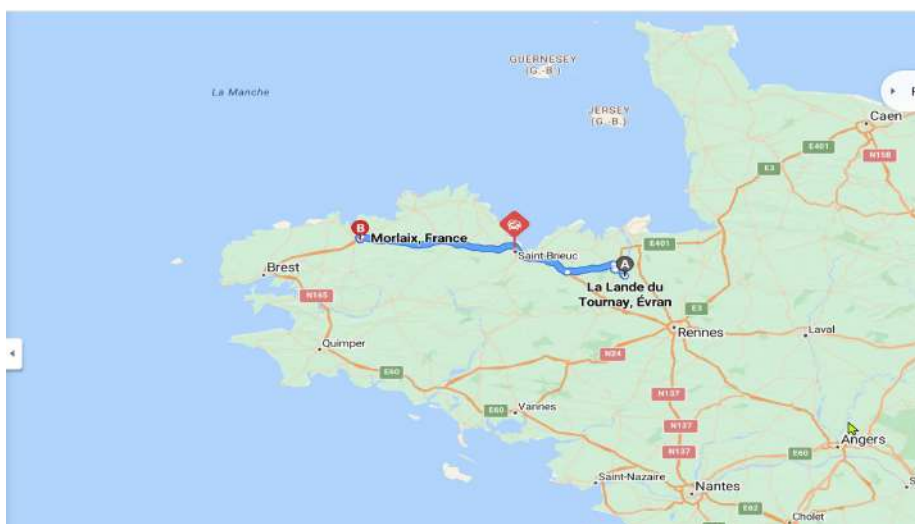 GUERNESEY
(G.-B.)
La Manche
JERSEY
(G.-B.)
Caen
E401
N158
E3
B
Morlaix, France
Saint-Brieuc
E401
A
Brest
La Lande du
Tournay, Évran
N165
E3
Rennes
Laval
Quimper
N24
E60
N137
E60
Vannes
N137
N137
E60
Angers
Saint-Nazaire
Nantes
E62
Cholet